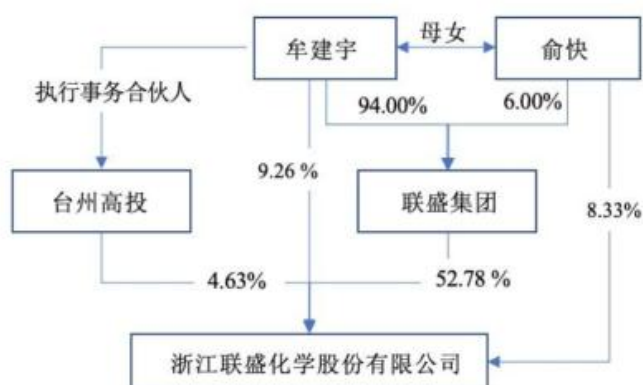 牟建宇
母女
俞快
执行事务合伙人
94.00%
6.00%
9.26 %
台州高投
联盛集团
8.33%
4.63%
52.78 %
浙江联盛化学股份有限公司